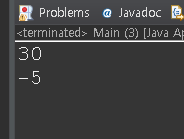 Problems @ Javadoc
<terminated> Main (3) [Java Ap
30
-5